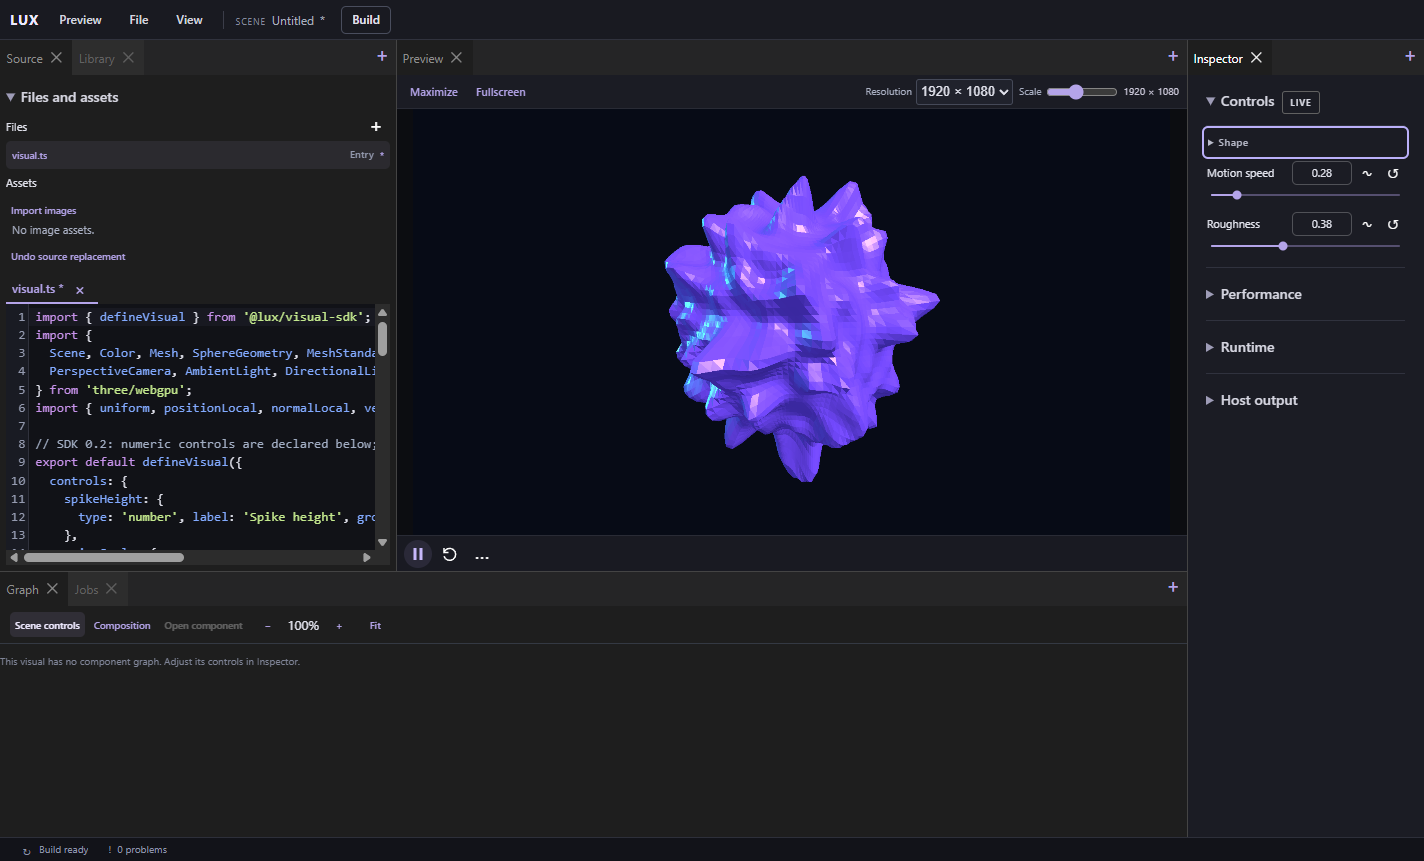 LUX Preview File View SCENE Untitled * Build
Source Library
Files and assets
Files
visual.ts Entry *
Assets
Import images
No image assets.
Undo source replacement
visual.ts *
1 import { defineVisual } from '@lux/visual-sdk';
2 import {
3 Scene, Color, Mesh, SphereGeometry, MeshStanda
4 PerspectiveCamera, AmbientLight, DirectionalLi
5 } from 'three/webgpu';
6 import { uniform, positionLocal, normalLocal, ve
7
8 // SDK 0.2: numeric controls are declared below;
9 export default defineVisual({
10 controls: {
11 spikeHeight: {
12 type: 'number', label: 'Spike height', gro
13 },
Preview
Maximize Fullscreen Resolution 1920 × 1080 Scale 1920 × 1080
...
Graph Jobs
Scene controls Composition Open component − 100% + Fit
This visual has no component graph. Adjust its controls in Inspector.
Inspector
Controls LIVE
Shape
Motion speed 0.28
Roughness 0.38
Performance
Runtime
Host output
Build ready ! 0 problems